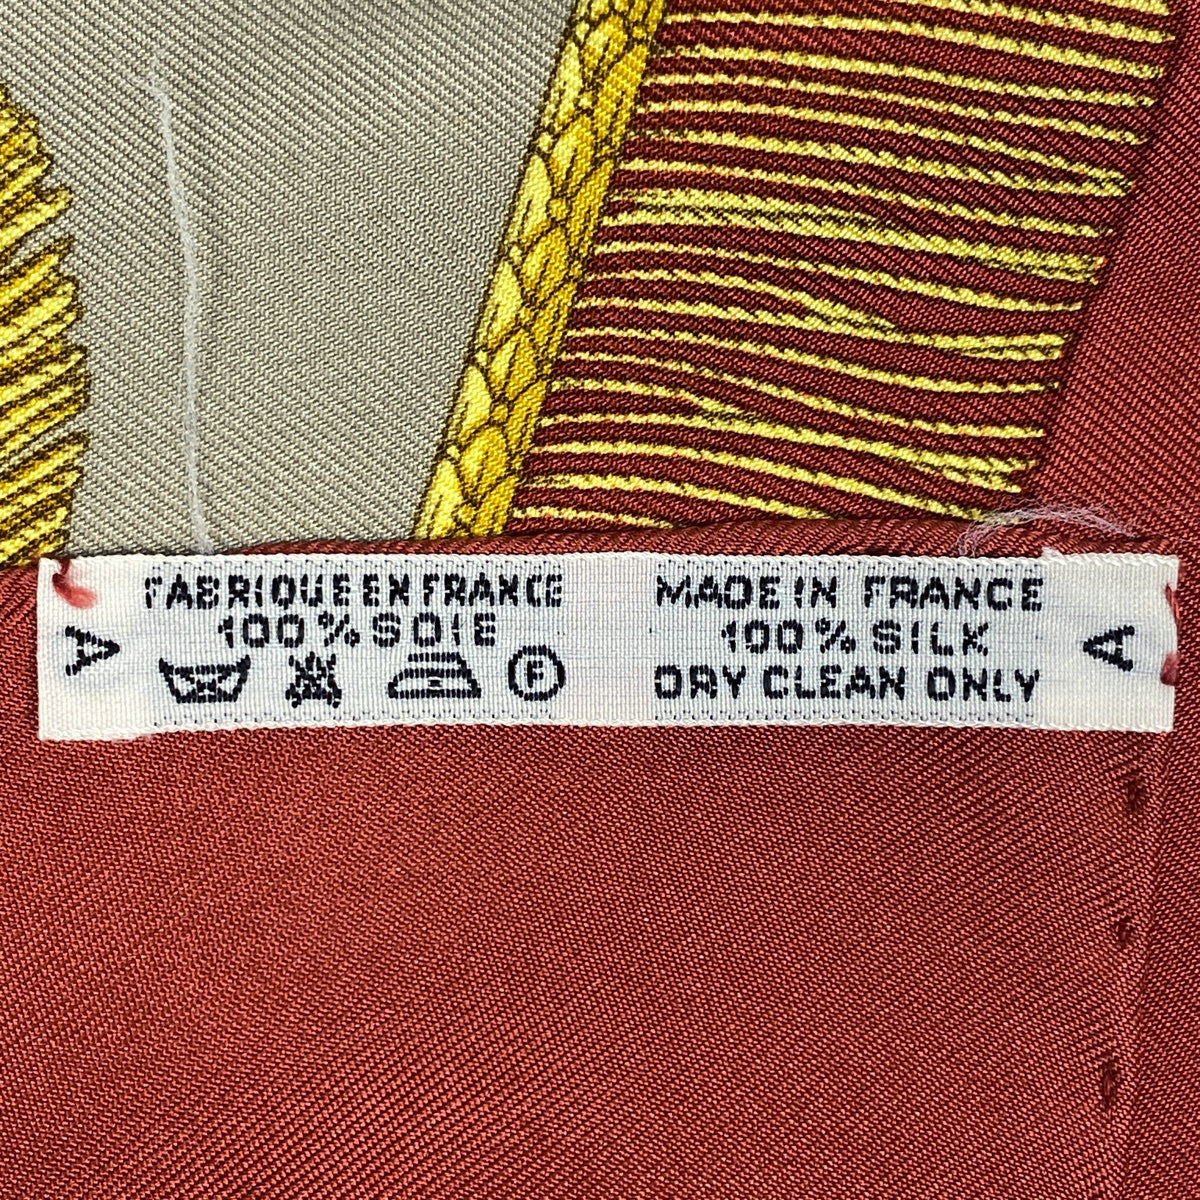 FABRIQUE EN FRANCE
100% SOIE
F
A
MADE IN FRANCE
100% SILK
DRY CLEAN ONLY
A